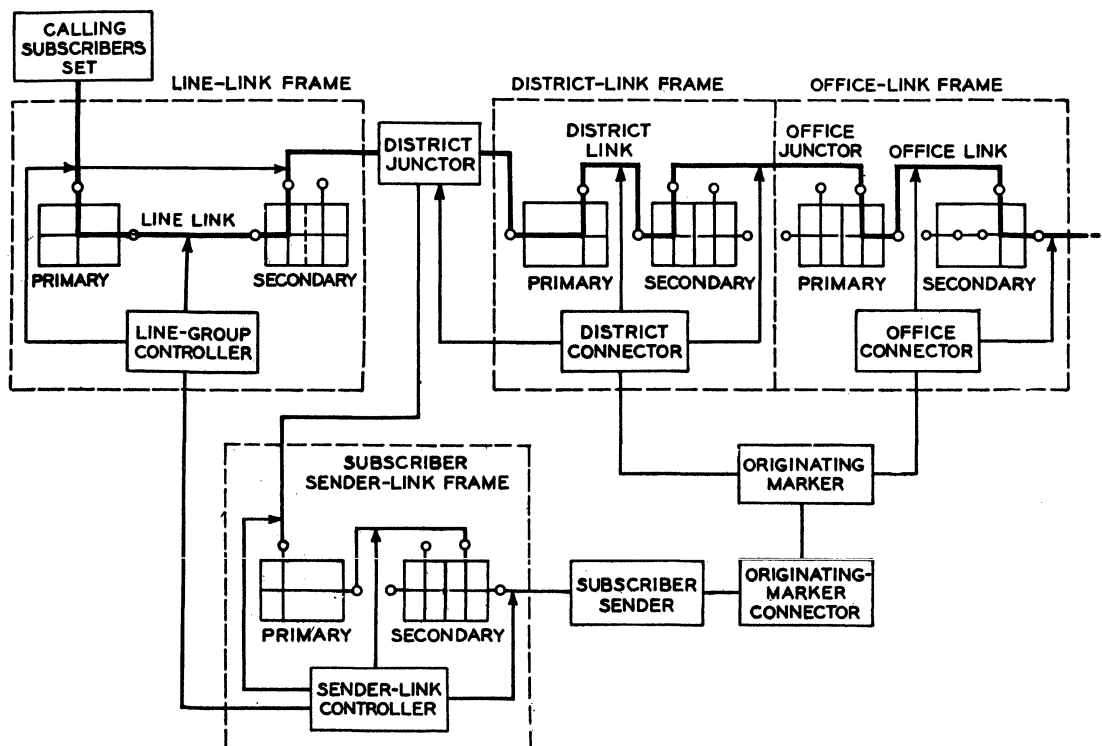 CALLING
SUBSCRIBERS
SET
LINE-LINK FRAME
DISTRICT-LINK FRAME
OFFICE-LINK FRAME
DISTRICT
JUNCTOR
DISTRICT
LINK
OFFICE
JUNCTOR
OFFICE LINK
LINE LINK
PRIMARY
SECONDARY
PRIMARY
SECONDARY
PRIMARY
SECONDARY
LINE-GROUP
CONTROLLER
DISTRICT
CONNECTOR
OFFICE
CONNECTOR
SUBSCRIBER
SENDER-LINK FRAME
ORIGINATING
MARKER
PRIMARY
SECONDARY
SUBSCRIBER
SENDER
ORIGINATING-
MARKER
CONNECTOR
SENDER-LINK
CONTROLLER